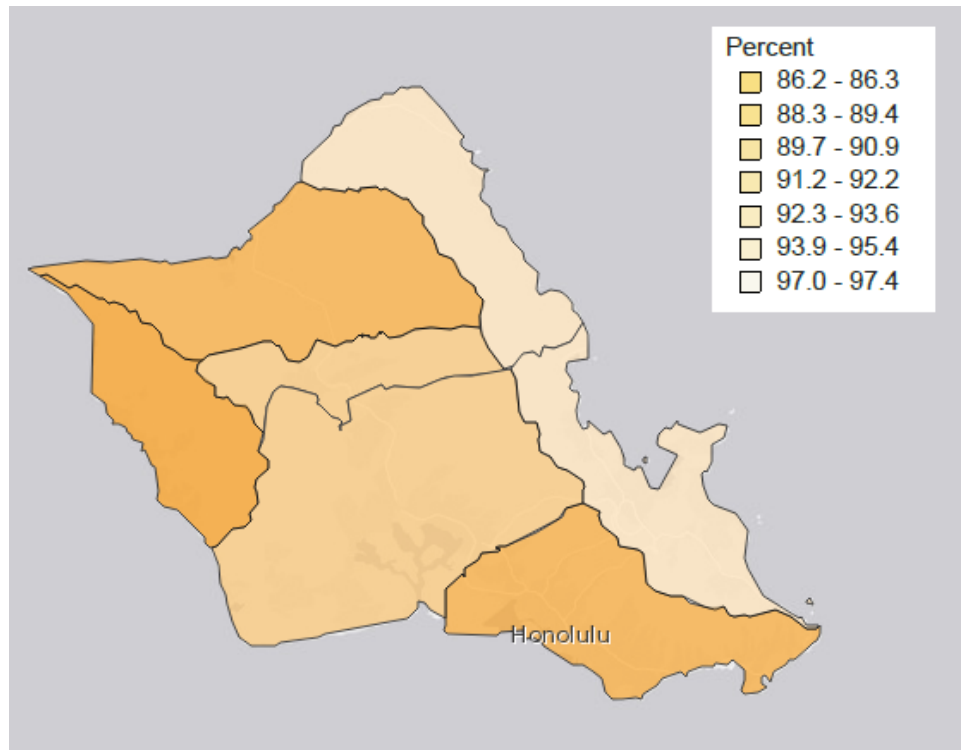 Percent
86.2 - 86.3
88.3 - 89.4
89.7 - 90.9
91.2 - 92.2
92.3 - 93.6
93.9 - 95.4
97.0 - 97.4
Honolulu